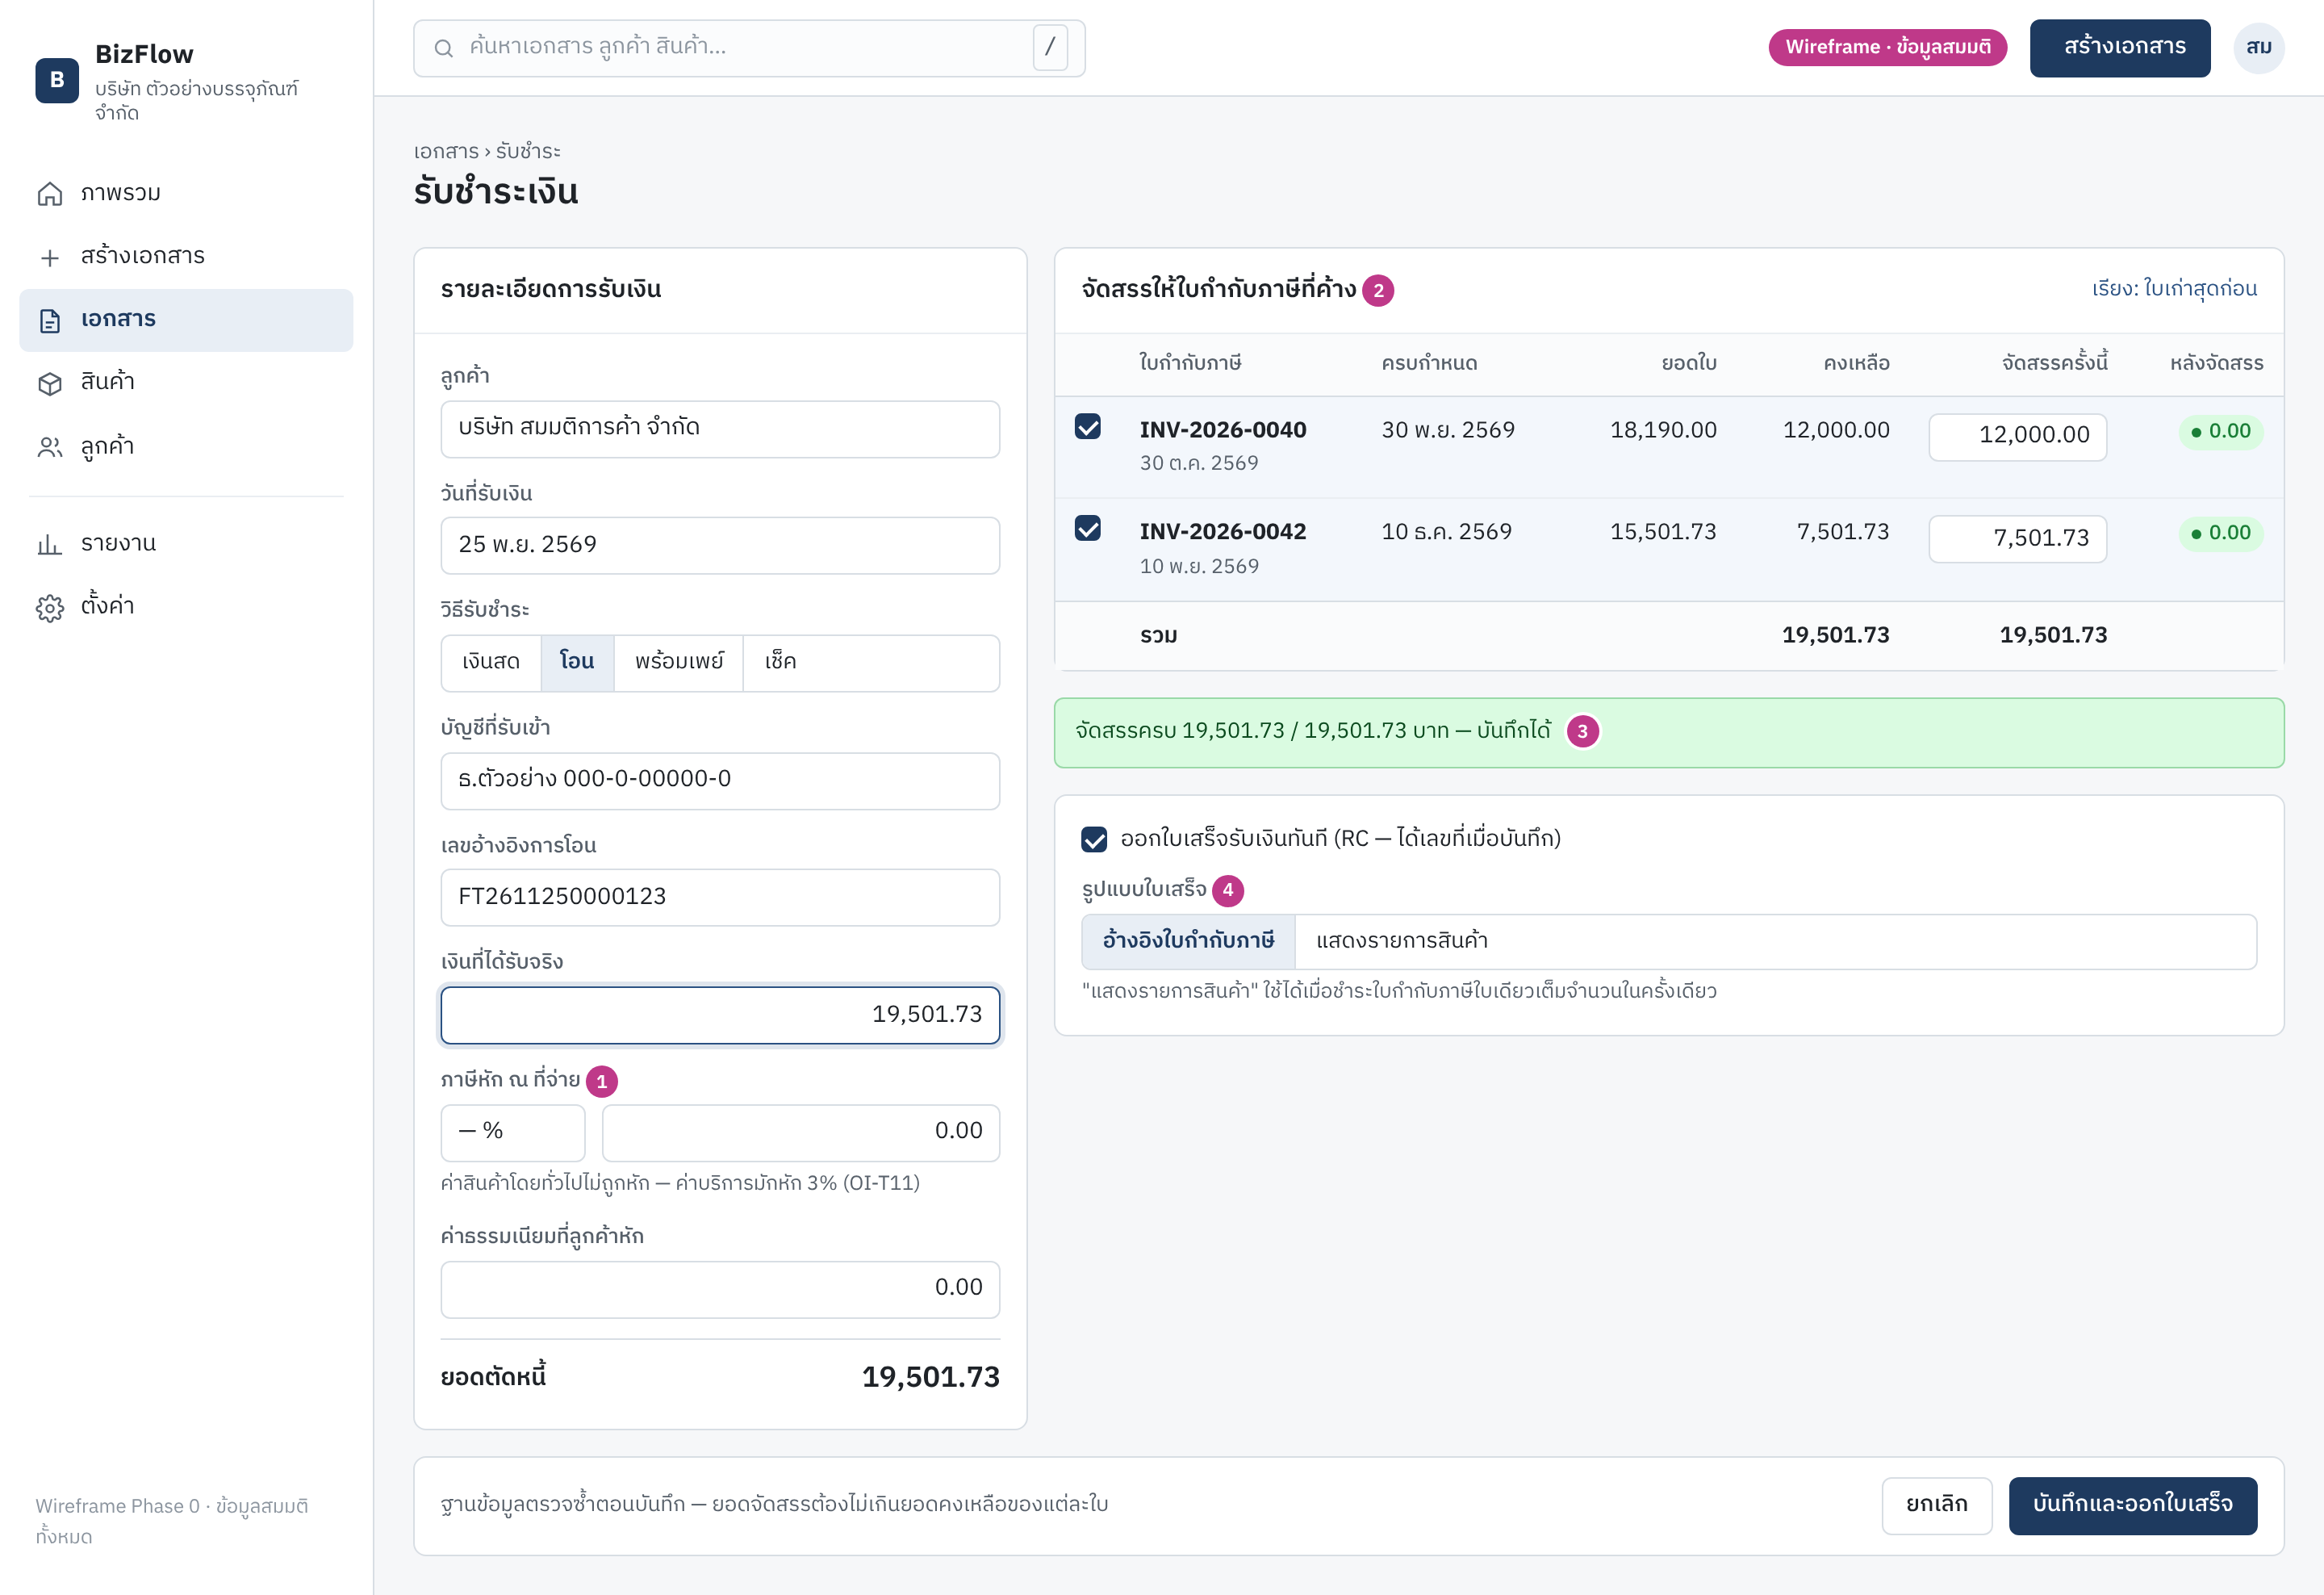 B
BizFlow
บริษัท ตัวอย่างบรรจุภัณฑ์
จำกัด
ภาพรวม
สร้างเอกสาร
เอกสาร
สินค้า
ลูกค้า
รายงาน
ตั้งค่า
Wireframe Phase 0 · ข้อมูลสมมติ
ทั้งหมด
ค้นหาเอกสาร ลูกค้า สินค้า...
/
Wireframe · ข้อมูลสมมติ
สร้างเอกสาร
สม
เอกสาร › รับชำระ
รับชำระเงิน
รายละเอียดการรับเงิน
ลูกค้า
บริษัท สมมติการค้า จำกัด
วันที่รับเงิน
25 พ.ย. 2569
วิธีรับชำระ
เงินสด โอน พร้อมเพย์ เช็ค
บัญชีที่รับเข้า
ธ.ตัวอย่าง 000-0-00000-0
เลขอ้างอิงการโอน
FT2611250000123
เงินที่ได้รับจริง
19,501.73
ภาษีหัก ณ ที่จ่าย 1
— % 0.00
ค่าสินค้าโดยทั่วไปไม่ถูกหัก — ค่าบริการมักหัก 3% (OI-T11)
ค่าธรรมเนียมที่ลูกค้าหัก
0.00
ยอดตัดหนี้ 19,501.73
จัดสรรให้ใบกำกับภาษีที่ค้าง 2 เรียง: ใบเก่าสุดก่อน
ใบกำกับภาษี ครบกำหนด ยอดใบ คงเหลือ จัดสรรครั้งนี้ หลังจัดสรร
INV-2026-0040 30 พ.ย. 2569 18,190.00 12,000.00 12,000.00 0.00
30 ต.ค. 2569
INV-2026-0042 10 ธ.ค. 2569 15,501.73 7,501.73 7,501.73 0.00
10 พ.ย. 2569
รวม 19,501.73 19,501.73
จัดสรรครบ 19,501.73 / 19,501.73 บาท — บันทึกได้ 3
ออกใบเสร็จรับเงินทันที (RC — ได้เลขที่เมื่อบันทึก)
รูปแบบใบเสร็จ 4
อ้างอิงใบกำกับภาษี แสดงรายการสินค้า
"แสดงรายการสินค้า" ใช้ได้เมื่อชำระใบกำกับภาษีใบเดียวเต็มจำนวนในครั้งเดียว
ฐานข้อมูลตรวจซ้ำตอนบันทึก — ยอดจัดสรรต้องไม่เกินยอดคงเหลือของแต่ละใบ
ยกเลิก
บันทึกและออกใบเสร็จ